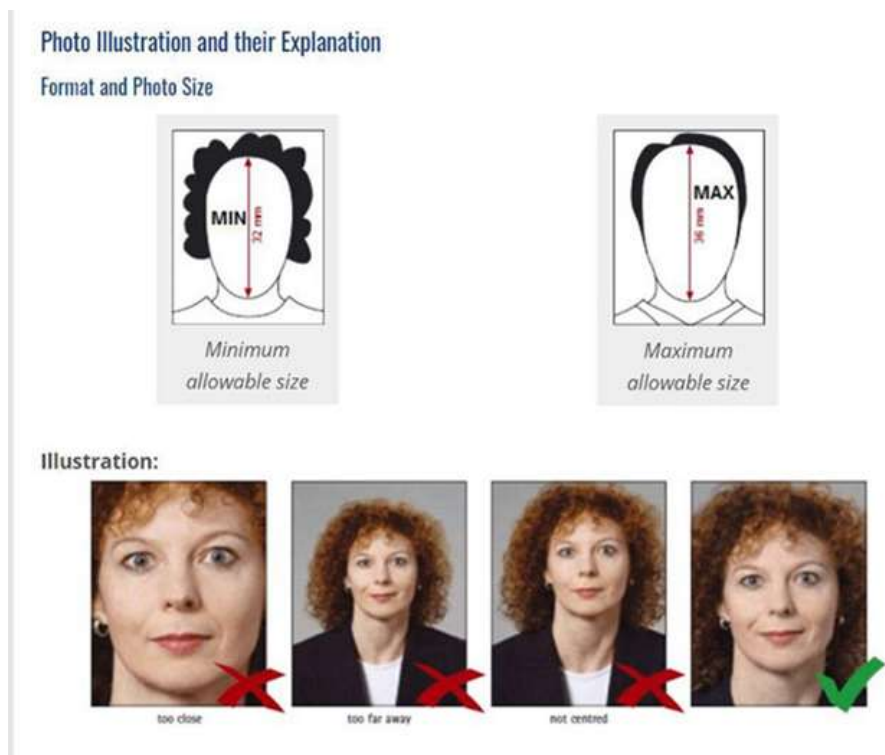 Photo Illustration and their Explanation
Format and Photo Size
MIN
32 mm
MAX
36 mm
Minimum
allowable size
Maximum
allowable size
Illustration:
too close
too far away
not centred